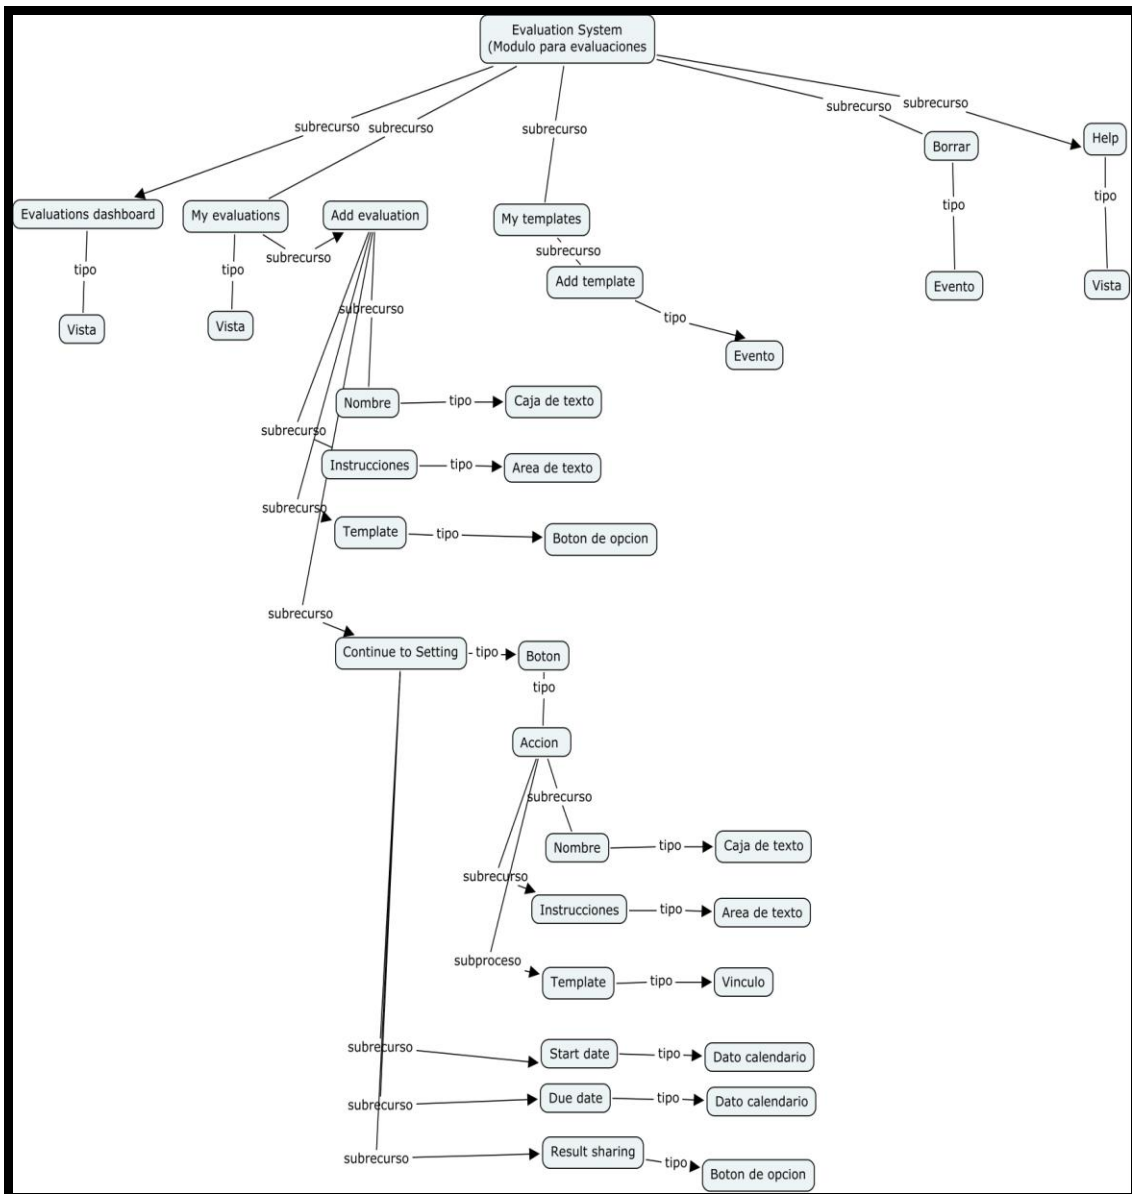 Evaluation System
(Modulo para evaluaciones
subrecurso
subrecurso
subrecurso
subrecurso
subrecurso
Borrar
Help
Evaluations dashboard
My evaluations
Add evaluation
My templates
tipo
tipo
subrecurso
subrecurso
tipo
tipo
Add template
Vista
Vista
subrecurso
tipo
Evento
Evento
Vista
Nombre
tipo
Caja de texto
subrecurso
Instrucciones
tipo
Area de texto
subrecurso
Template
tipo
Boton de opcion
subrecurso
Continue to Setting
tipo
Boton
tipo
Accion
subrecurso
Nombre
tipo
Caja de texto
subrecurso
Instrucciones
tipo
Area de texto
subproceso
Template
tipo
Vinculo
subrecurso
Start date
tipo
Dato calendario
subrecurso
Due date
tipo
Dato calendario
subrecurso
Result sharing
tipo
Boton de opcion